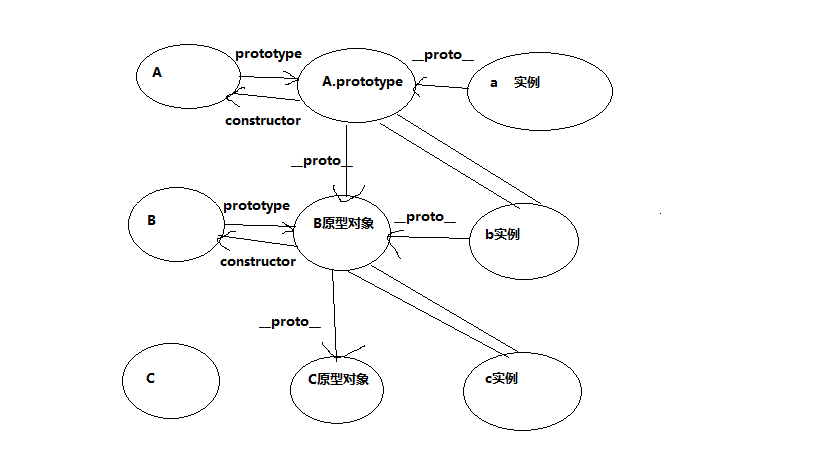 prototype
__proto__
A
A.prototype
a 实例
constructor
__proto__
prototype
B
B原型对象
__proto__
b实例
constructor
__proto__
C
C原型对象
c实例